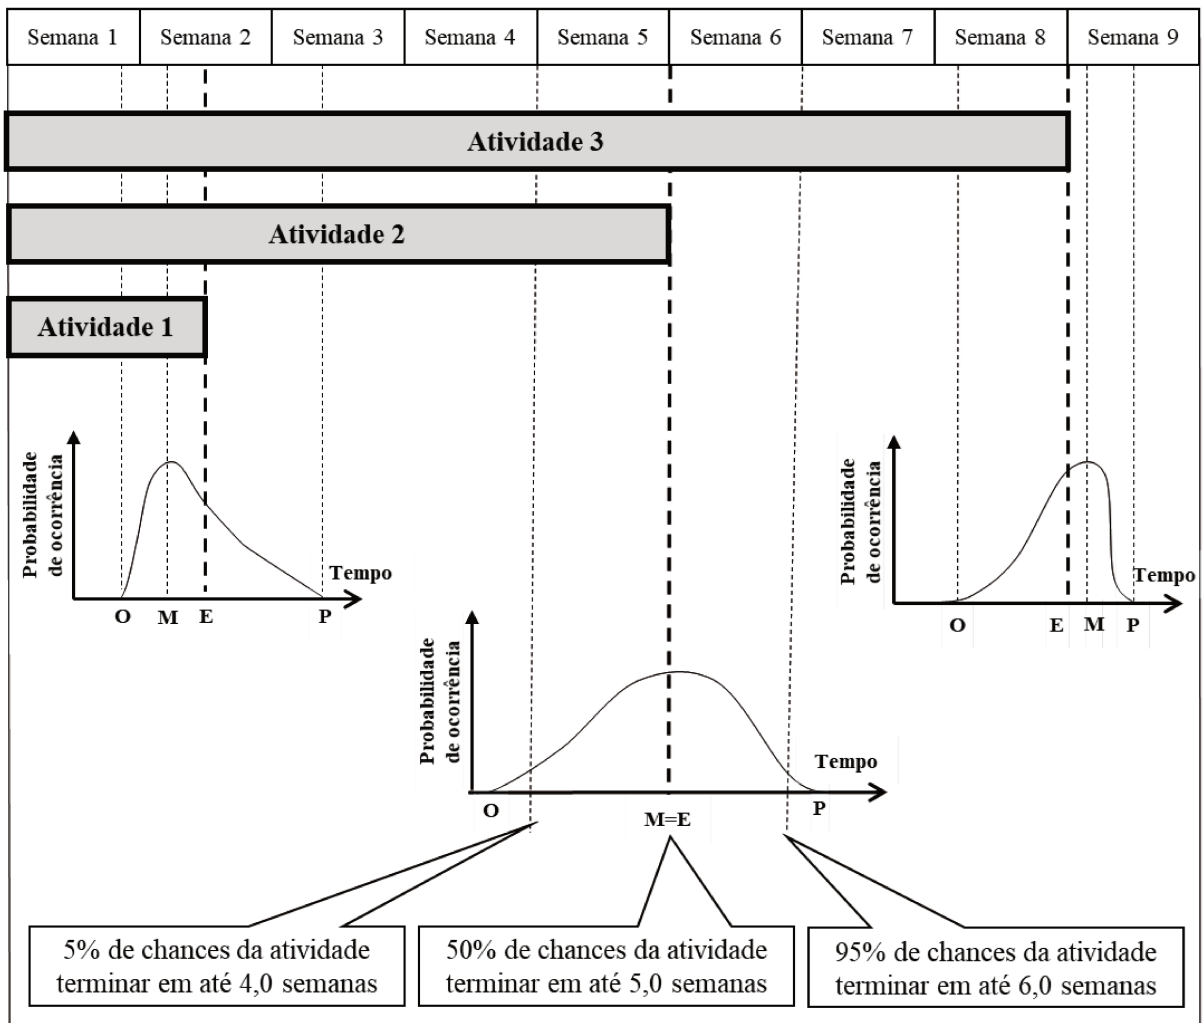 Semana 1 Semana 2 Semana 3 Semana 4 Semana 5 Semana 6 Semana 7 Semana 8 Semana 9
Atividade 3
Atividade 2
Atividade 1
Probabilidade
de ocorrência
Tempo
O M E P
Probabilidade
de ocorrência
Tempo
O E M P
Probabilidade
de ocorrência
Tempo
O M=E P
5% de chances da atividade
terminar em até 4,0 semanas
50% de chances da atividade
terminar em até 5,0 semanas
95% de chances da atividade
terminar em até 6,0 semanas